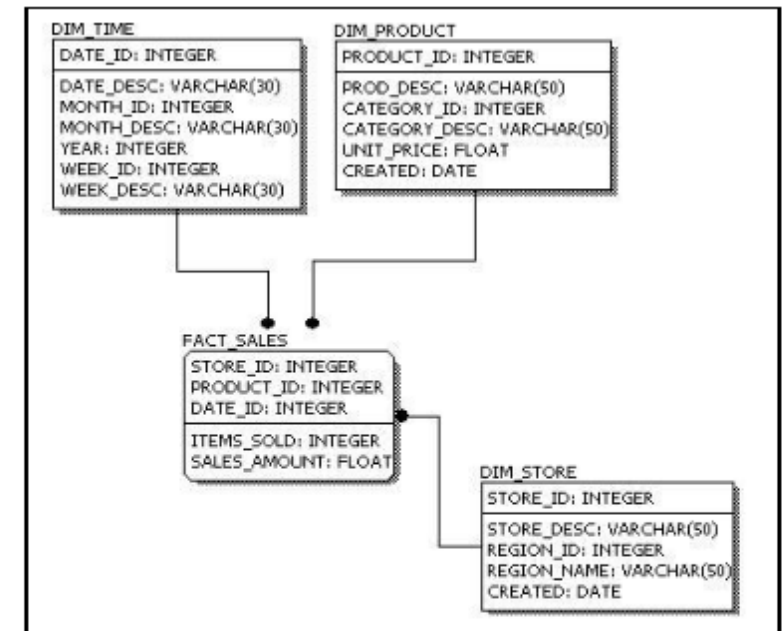 DIM_TIME
DATE_ID: INTEGER
DATE_DESC: VARCHAR(30)
MONTH_ID: INTEGER
MONTH_DESC: VARCHAR(30)
YEAR: INTEGER
WEEK_ID: INTEGER
WEEK_DESC: VARCHAR(30)
DIM_PRODUCT
PRODUCT_ID: INTEGER
PROD_DESC: VARCHAR(50)
CATEGORY_ID: INTEGER
CATEGORY_DESC: VARCHAR(50)
UNIT_PRICE: FLOAT
CREATED: DATE
FACT_SALES
STORE_ID: INTEGER
PRODUCT_ID: INTEGER
DATE_ID: INTEGER
ITEMS_SOLD: INTEGER
SALES_AMOUNT: FLOAT
DIM_STORE
STORE_ID: INTEGER
STORE_DESC: VARCHAR(50)
REGION_ID: INTEGER
REGION_NAME: VARCHAR(50)
CREATED: DATE